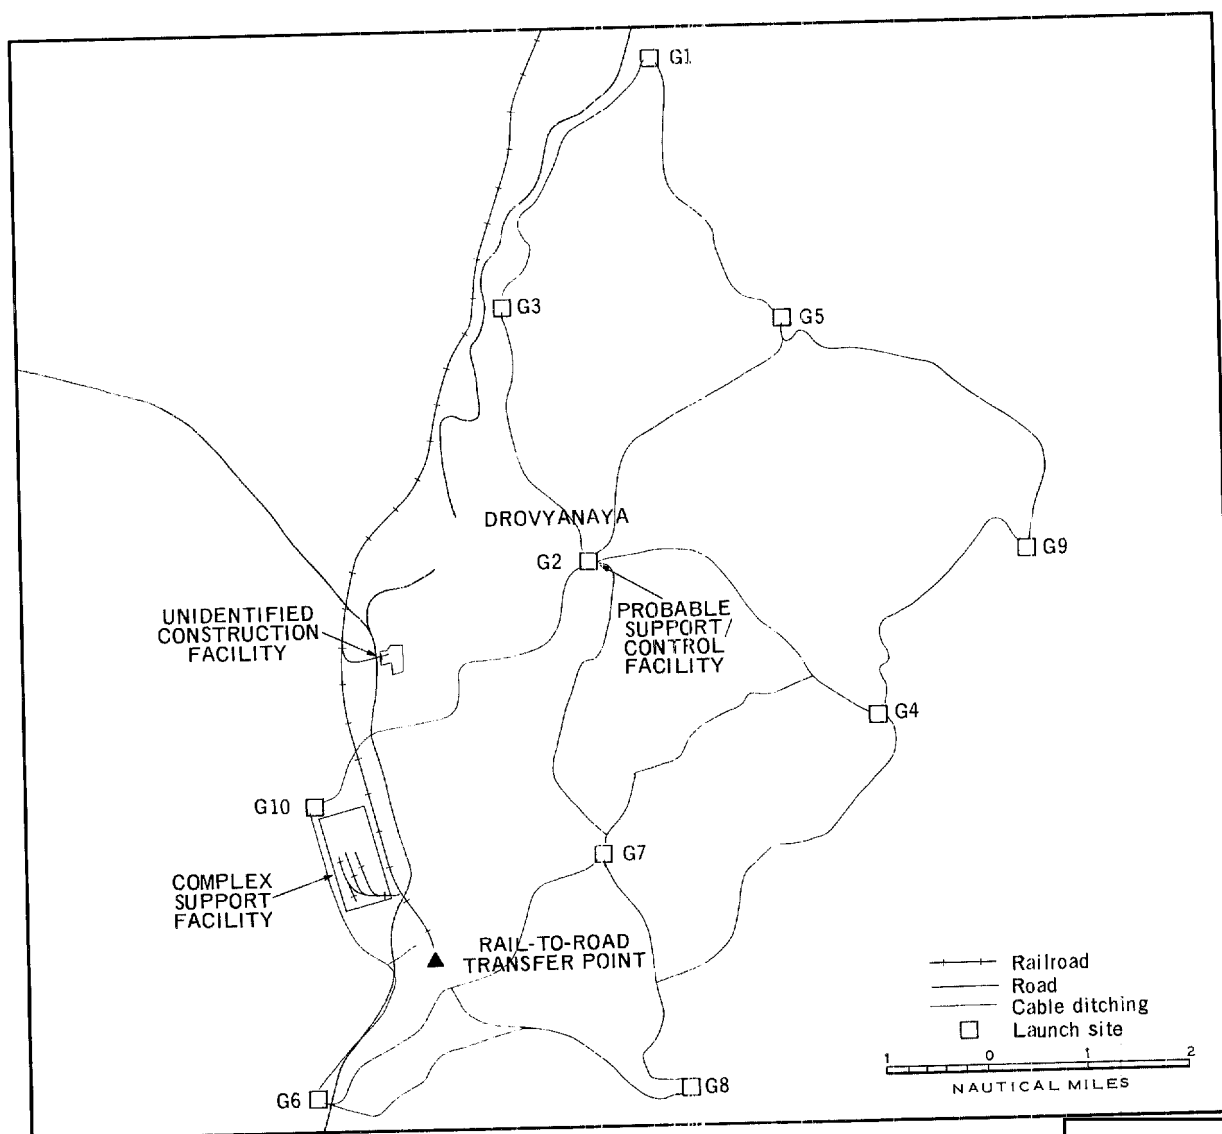 G1
G3
G5
DROVYANAYA
G2
G9
UNIDENTIFIED
CONSTRUCTION
FACILITY
PROBABLE
SUPPORT/
CONTROL
FACILITY
G4
G10
G7
COMPLEX
SUPPORT
FACILITY
RAIL-TO-ROAD
TRANSFER POINT
Railroad
Road
Cable ditching
Launch site
1 0 1 2
NAUTICAL MILES
G8
G6